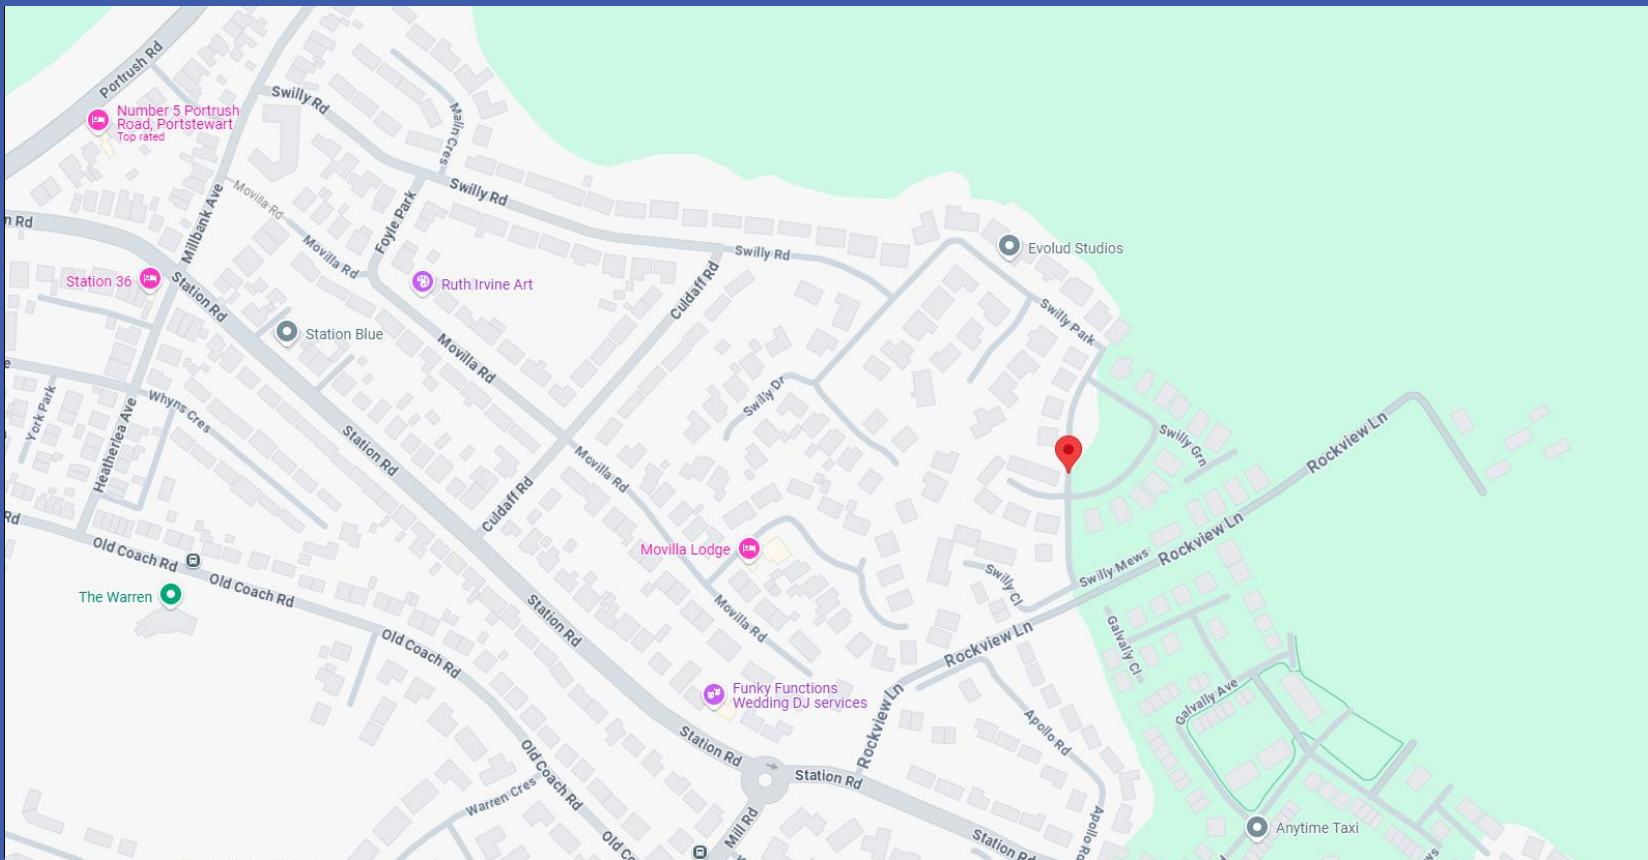 Portrush Rd
Number 5 Portrush
Road, Portstewart
Top rated
Swilly Rd
Malin Cres
Movilla Rd
Millbank Ave
Foyle Park
Swilly Rd
n Rd
Movilla Rd
Swilly Rd
Evolud Studios
Station 36
Station Rd
Ruth Irvine Art
Culdaff Rd
Swilly Park
Station Blue
Movilla Rd
e
York Park
Heatherlea Ave
Whyns Cres
Swilly Dr
Station Rd
Swilly Grn
Rockview Ln
Movilla Rd
Culdaff Rd
Rd
Old Coach Rd
Old Coach Rd
Movilla Lodge
Swilly Mews
Rockview Ln
Swilly Cl
The Warren
Station Rd
Movilla Rd
Old Coach Rd
Rockview Ln
Galvally Cl
Funky Functions
Wedding DJ services
Rockview Ln
Galvally Ave
Apollo Rd
Station Rd
Station Rd
Old Coach Rd
Warren Cres
Mill Rd
Old Co
Station Rd
Apollo Ro
Anytime Taxi
ws